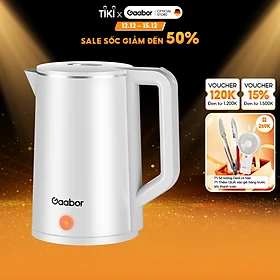 TIKI x Gaabor OFFICIAL STORE
12.12 - 15.12
SALE SỐC GIẢM ĐẾN 50%
VOUCHER
120K
Đơn từ 1.200K
VOUCHER
15%
Đơn từ 1.500K
269K
Gaabor